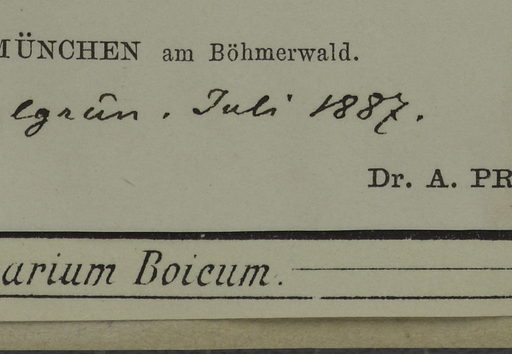 MÜNCHEN am Böhmerwald.
lgrün. Juli 1887.
Dr. A. PR
arium Boicum.